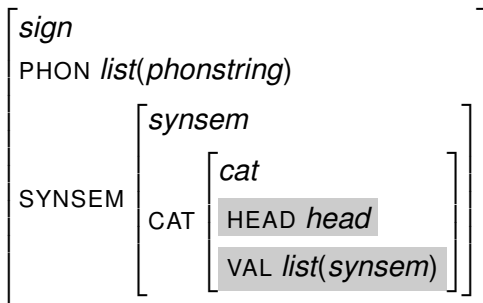 sign
PHON list(phonstring)
synsem
cat
SYNSEM CAT HEAD head
VAL list(synsem)